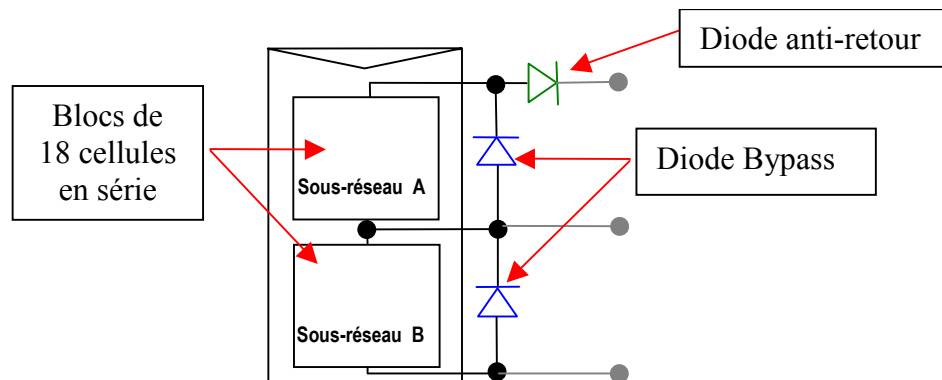 Diode anti-retour
Blocs de
18 cellules
en série
Sous-réseau A
Diode Bypass
Sous-réseau B